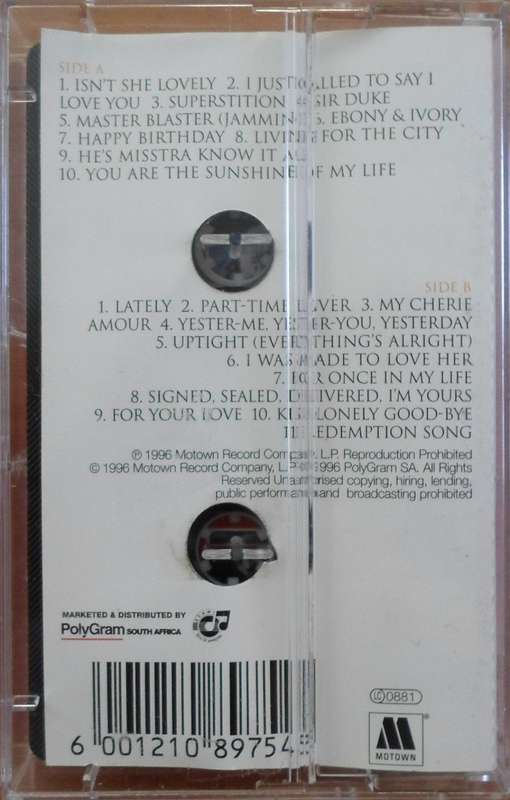 SIDE A
1. ISN'T SHE LOVELY 2. I JUST CALLED TO SAY I
LOVE YOU 3. SUPERSTITION 4. SIR DUKE
5. MASTER BLASTER (JAMMIN') 6. EBONY & IVORY
7. HAPPY BIRTHDAY 8. LIVING FOR THE CITY
9. HE'S MISSTRA KNOW IT ALL
10. YOU ARE THE SUNSHINE OF MY LIFE
SIDE B
1. LATELY 2. PART-TIME LOVER 3. MY CHERIE
AMOUR 4. YESTER-ME, YESTER-YOU, YESTERDAY
5. UPTIGHT (EVERYTHING'S ALRIGHT)
6. I WAS MADE TO LOVE HER
7. FOR ONCE IN MY LIFE
8. SIGNED, SEALED, DELIVERED, I'M YOURS
9. FOR YOUR LOVE 10. KISS LONELY GOOD-BYE
11. REDEMPTION SONG
℗ 1996 Motown Record Company, L.P. Reproduction Prohibited
© 1996 Motown Record Company, L.P. © 1996 PolyGram SA. All Rights
Reserved Unauthorised copying, hiring, lending,
public performance and broadcasting prohibited
MARKETED & DISTRIBUTED BY
PolyGram SOUTH AFRICA
LC 0881
MOTOWN
6 001210 89754